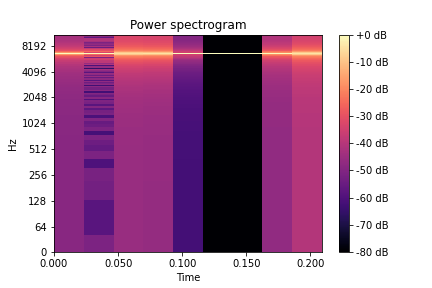 Power spectrogram
8192
4096
2048
1024
512
256
128
64
0
Hz
0.000 0.050 0.100 0.150 0.200
Time
+0 dB
-10 dB
-20 dB
-30 dB
-40 dB
-50 dB
-60 dB
-70 dB
-80 dB